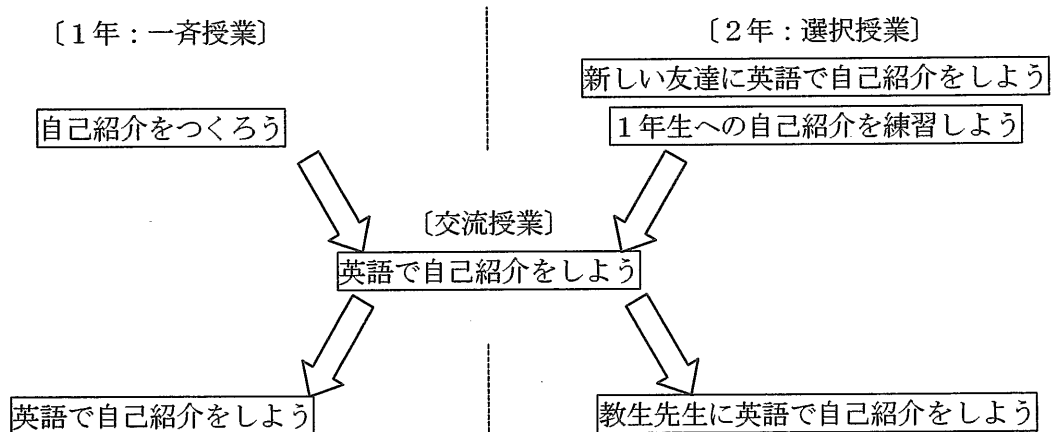 〔1年：一斉授業〕
〔2年：選択授業〕
新しい友達に英語で自己紹介をしよう
自己紹介をつくろう
1年生への自己紹介を練習しよう
〔交流授業〕
英語で自己紹介をしよう
英語で自己紹介をしよう
教生先生に英語で自己紹介をしよう